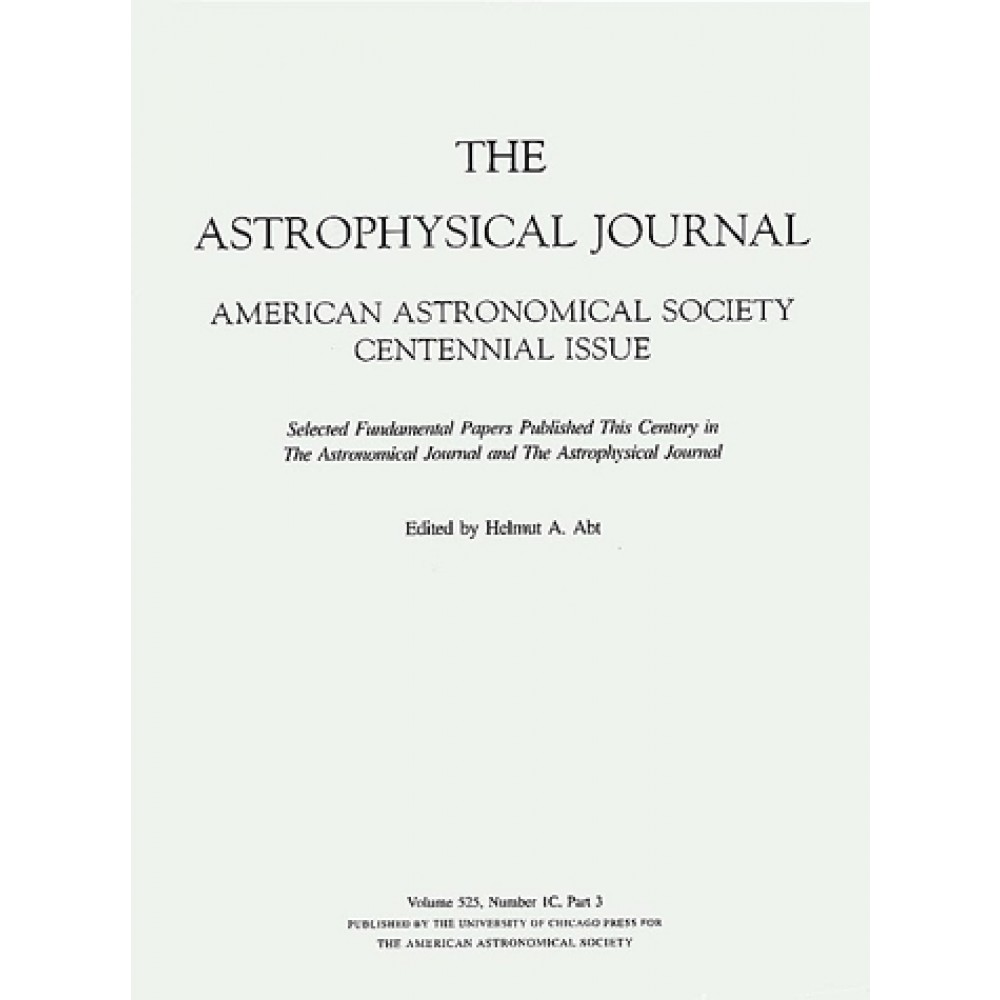 THE
ASTROPHYSICAL JOURNAL
AMERICAN ASTRONOMICAL SOCIETY
CENTENNIAL ISSUE
Selected Fundamental Papers Published This Century in
The Astronomical Journal and The Astrophysical Journal
Edited by Helmut A. Abt
Volume 525, Number 1C, Part 3
PUBLISHED BY THE UNIVERSITY OF CHICAGO PRESS FOR
THE AMERICAN ASTRONOMICAL SOCIETY